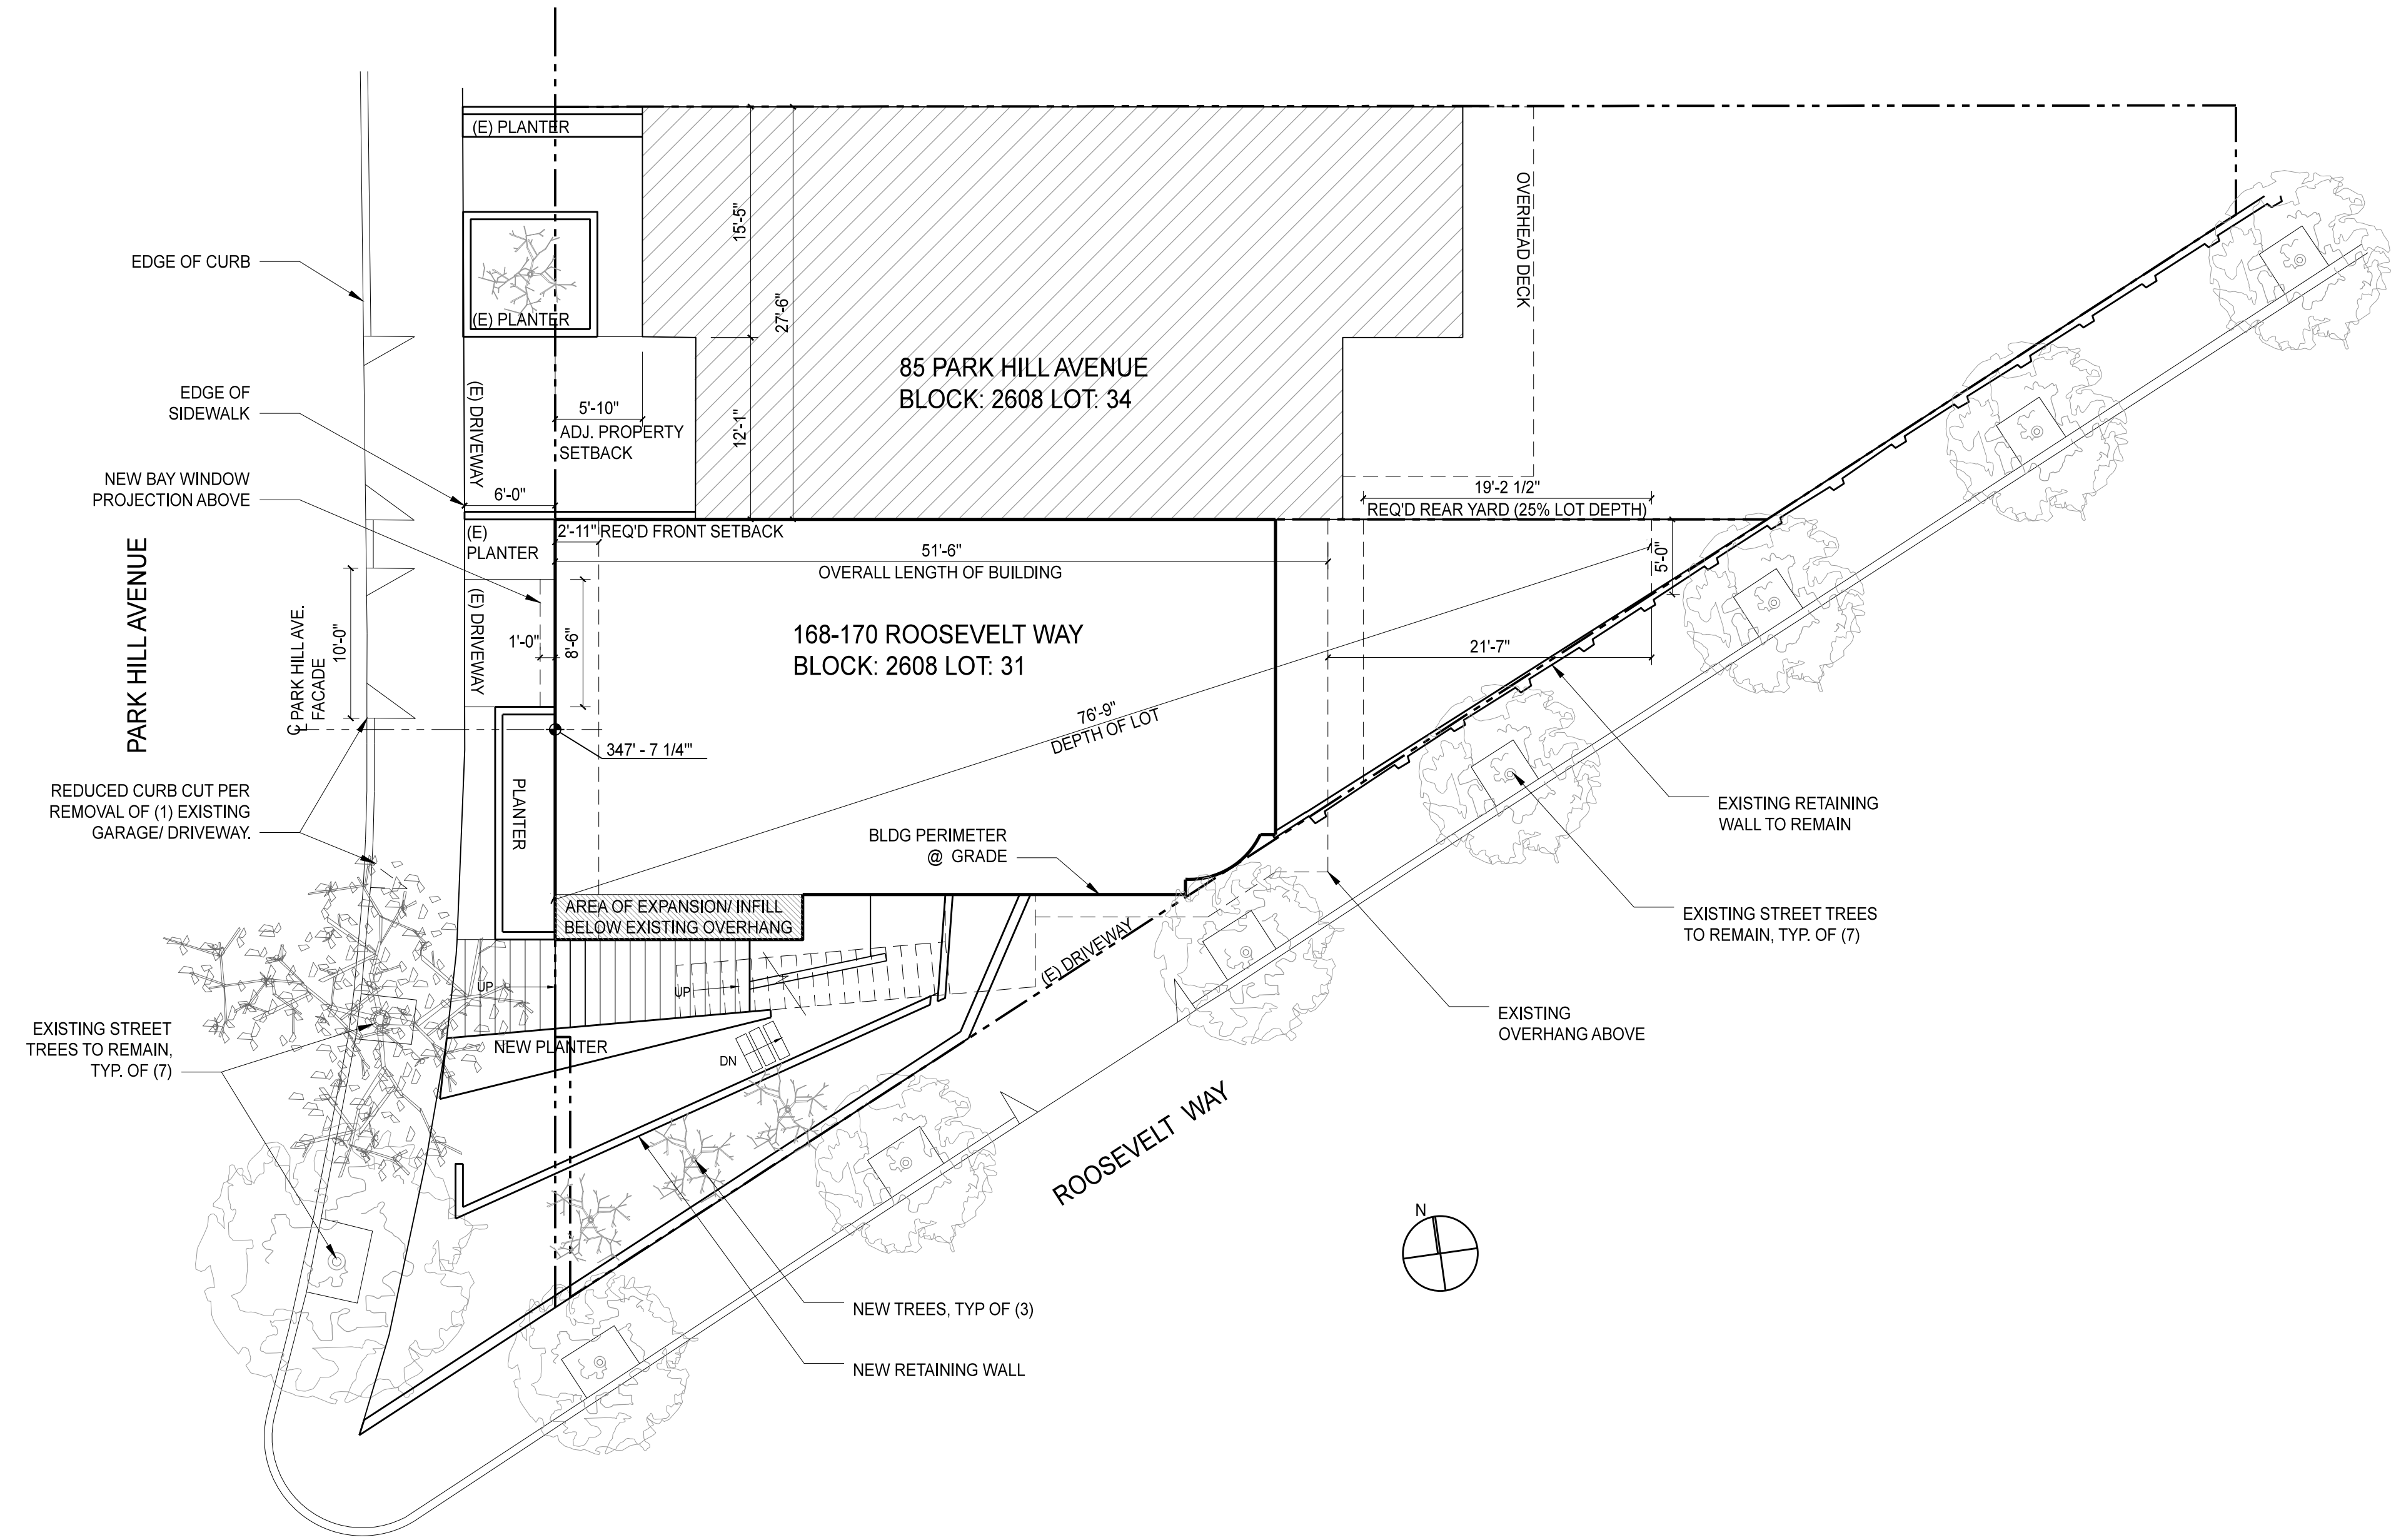 (E) PLANTER
OVERHEAD DECK
15'-5"
EDGE OF CURB
27'-6"
(E) PLANTER
85 PARK HILL AVENUE
BLOCK: 2608 LOT: 34
EDGE OF
SIDEWALK
(E) DRIVEWAY
5'-10"
ADJ. PROPERTY
SETBACK
12'-1"
NEW BAY WINDOW
PROJECTION ABOVE
6'-0"
19'-2 1/2"
REQ'D REAR YARD (25% LOT DEPTH)
(E)
PLANTER
2'-11" REQ'D FRONT SETBACK
51'-6"
OVERALL LENGTH OF BUILDING
5'-0"
PARK HILL AVENUE
℄ PARK HILL AVE.
FACADE
10'-0"
(E) DRIVEWAY
1'-0"
8'-6"
168-170 ROOSEVELT WAY
BLOCK: 2608 LOT: 31
21'-7"
76'-9"
DEPTH OF LOT
347' - 7 1/4'"
REDUCED CURB CUT PER
REMOVAL OF (1) EXISTING
GARAGE/ DRIVEWAY.
PLANTER
BLDG PERIMETER
@ GRADE
EXISTING RETAINING
WALL TO REMAIN
AREA OF EXPANSION/ INFILL
BELOW EXISTING OVERHANG
EXISTING STREET TREES
TO REMAIN, TYP. OF (7)
(E) DRIVEWAY
UP
UP
EXISTING
OVERHANG ABOVE
EXISTING STREET
TREES TO REMAIN,
TYP. OF (7)
NEW PLANTER
DN
ROOSEVELT WAY
N
NEW TREES, TYP OF (3)
NEW RETAINING WALL